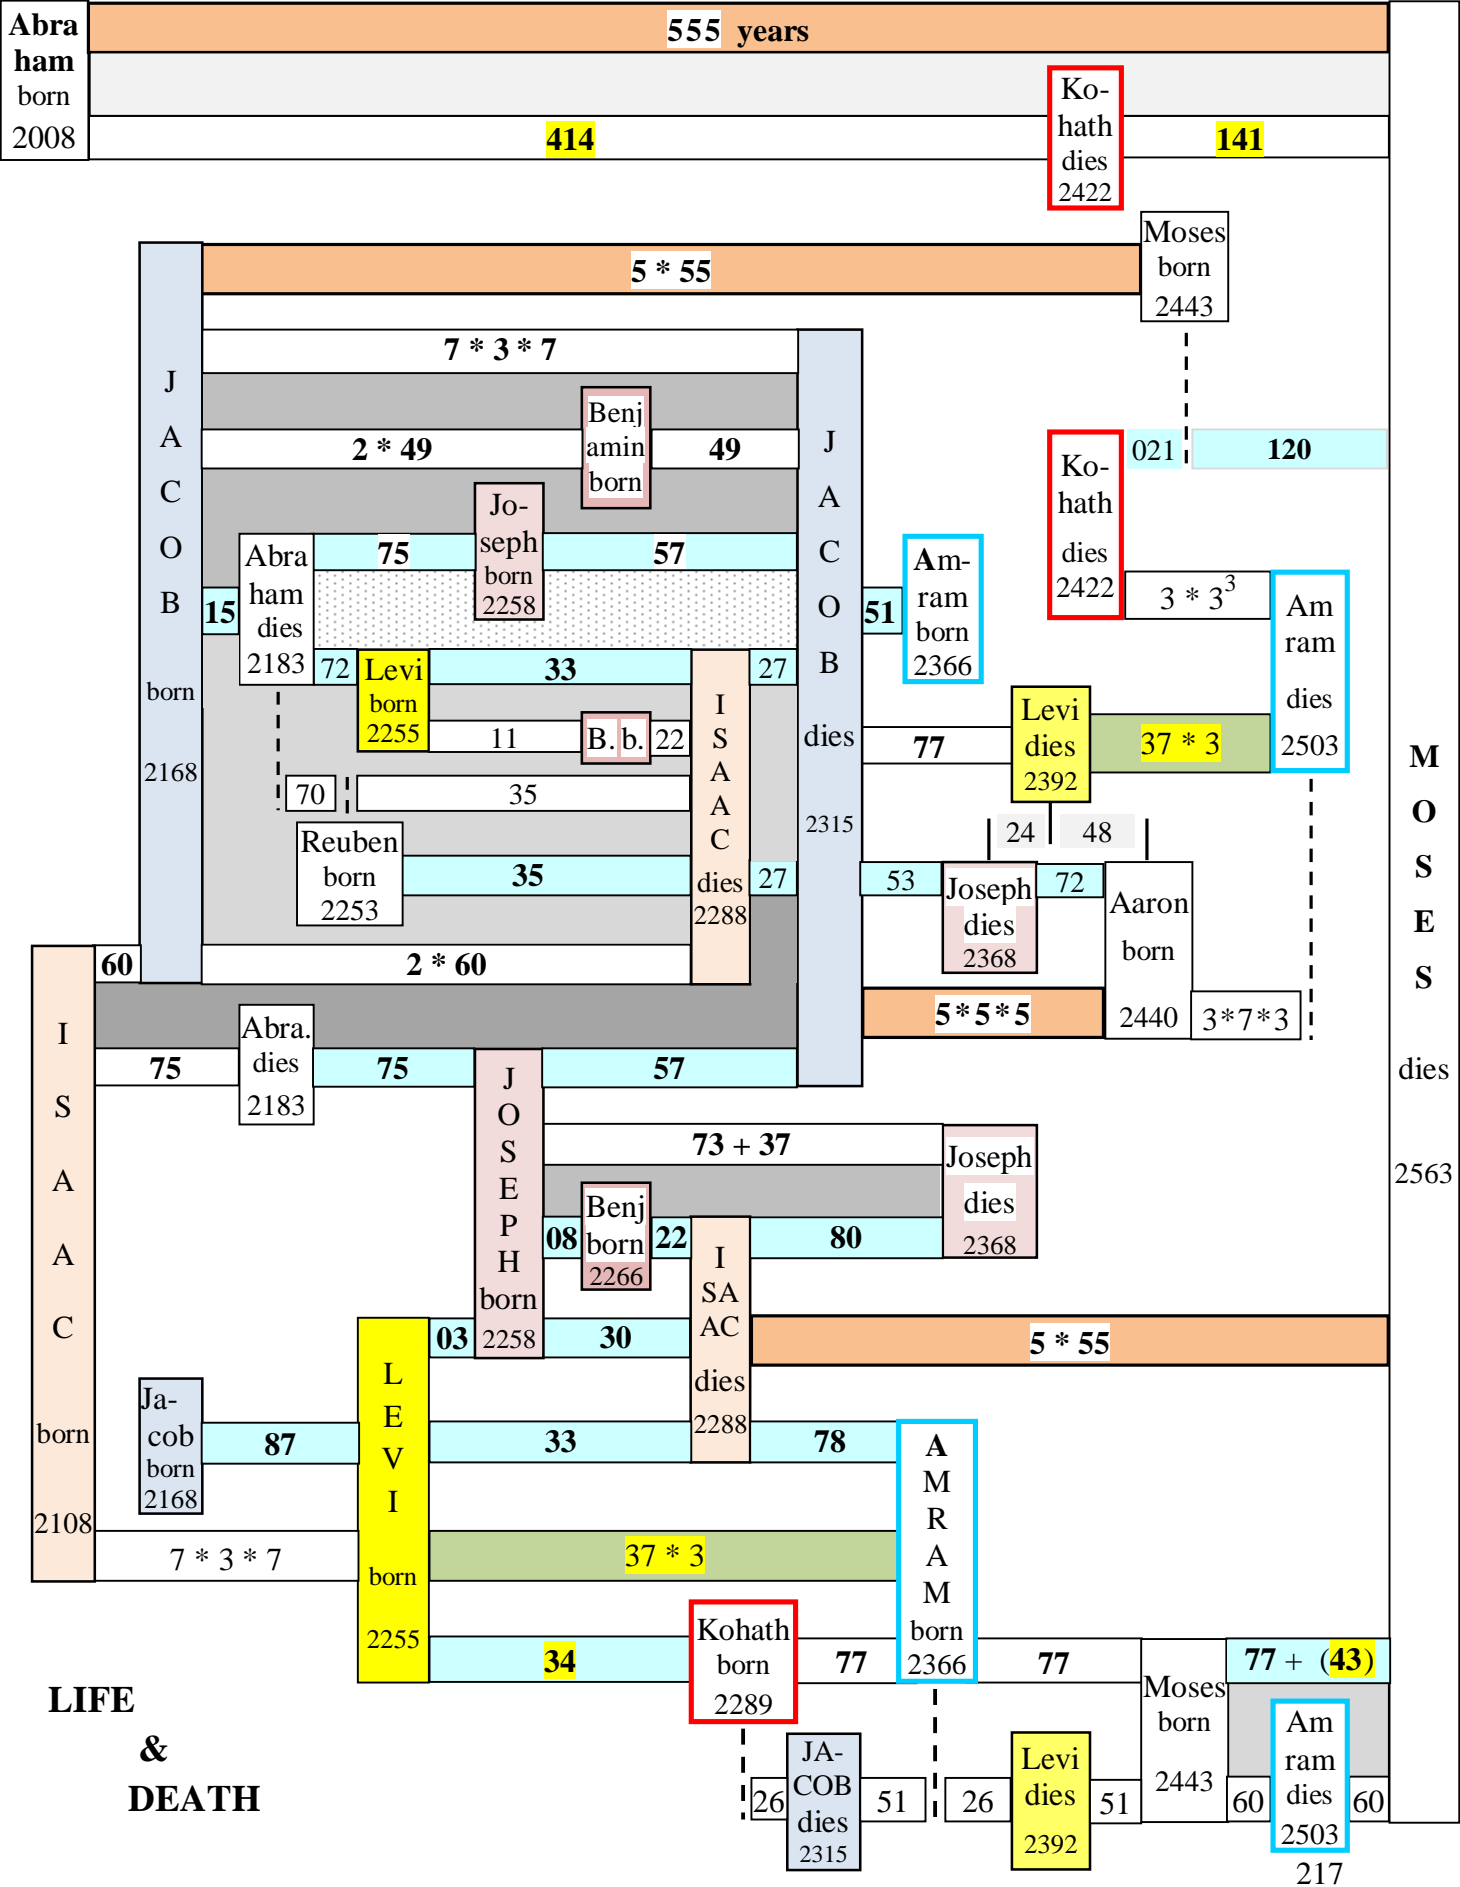 Abra
ham
born
2008
555 years
414
Ko-
hath
dies
2422
141
Moses
born
2443
5 * 55
J
A
C
O
B
born
2168
7 * 3 * 7
2 * 49
Benj
amin
born
49
J
A
C
O
B
dies
2315
Ko-
hath
dies
2422
021
120
Abra
ham
dies
2183
75
Jo-
seph
born
2258
57
15
51
Am-
ram
born
2366
3 * 3³
Am
ram
dies
2503
72
Levi
born
2255
33
27
I
S
A
A
C
dies
2288
11
B. b.
22
70
35
77
Levi
dies
2392
37 * 3
24
48
Reuben
born
2253
35
27
53
Joseph
dies
2368
72
Aaron
born
2440
M
O
S
E
S
dies
2563
60
2 * 60
5*5*5
3*7*3
I
S
A
A
C
born
2108
75
Abra.
dies
2183
75
J
O
S
E
P
H
born
2258
57
73 + 37
Joseph
dies
2368
08
Benj
born
2266
22
I
SA
AC
dies
2288
80
03
30
5 * 55
L
E
V
I
born
2255
Ja-
cob
born
2168
87
33
78
A
M
R
A
M
born
2366
7 * 3 * 7
37 * 3
34
Kohath
born
2289
77
77
Moses
born
2443
77 + (43)
Am
ram
dies
2503
LIFE
&
DEATH
26
JA-
COB
dies
2315
51
26
Levi
dies
2392
51
60
60
217